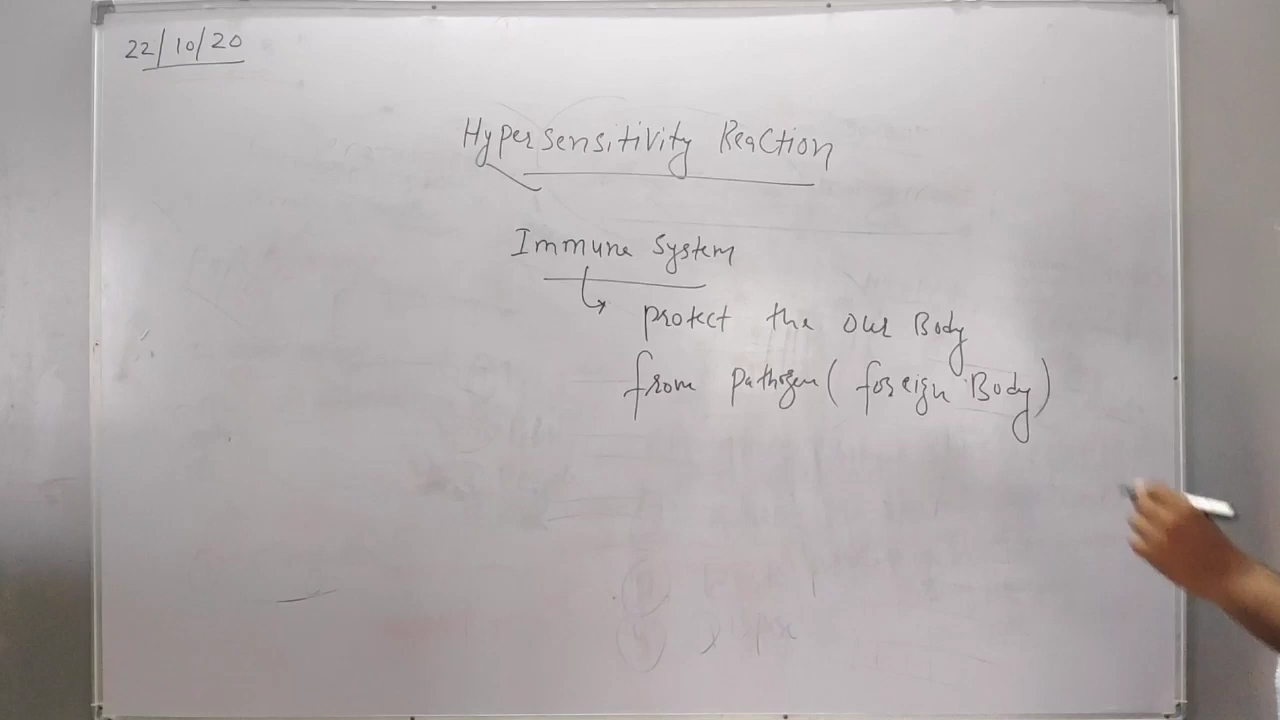 22/10/20
Hypersensitivity Reaction
Immune System
protect the our Body
from pathogen (foreign Body)